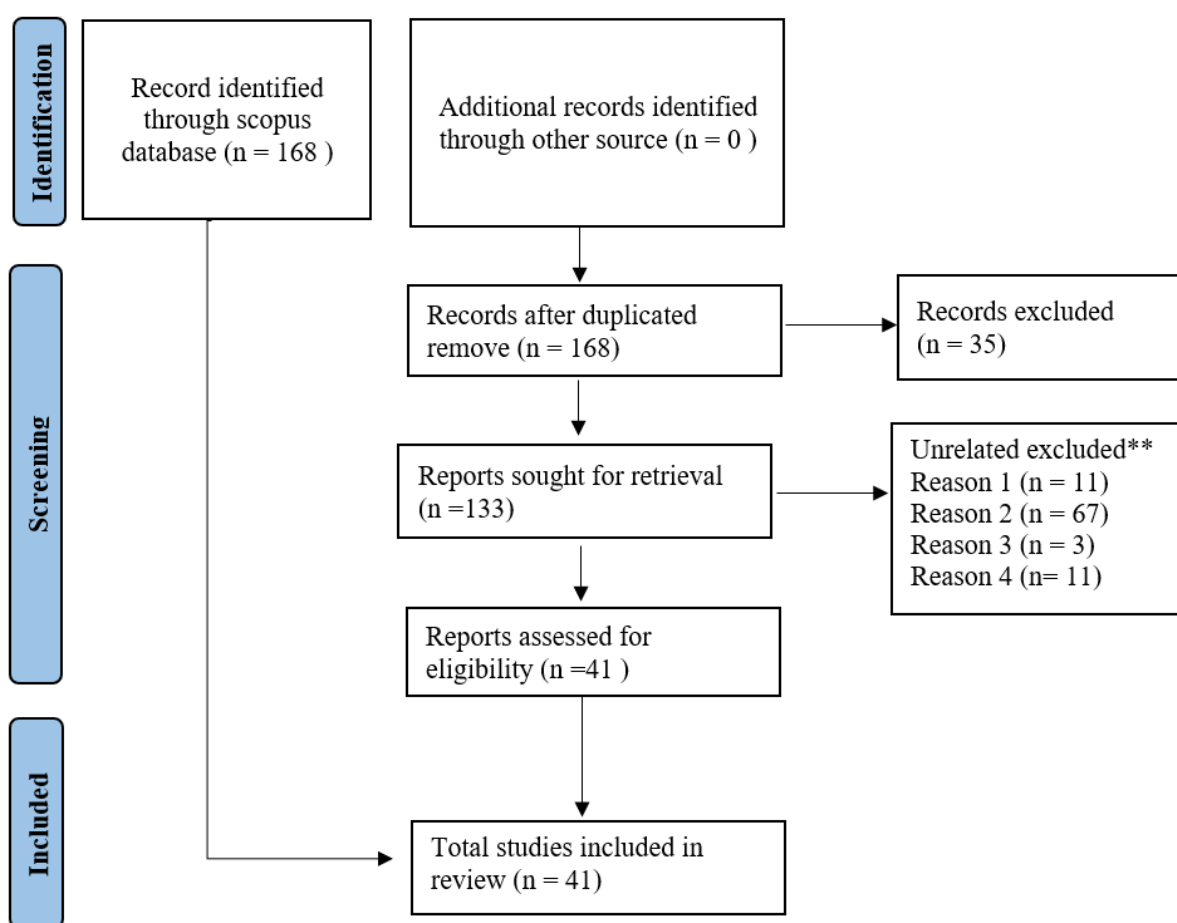 Identification
Record identified
through scopus
database (n = 168 )
Additional records identified
through other source (n = 0 )
Screening
Records after duplicated
remove (n = 168)
Records excluded
(n = 35)
Reports sought for retrieval
(n =133)
Unrelated excluded**
Reason 1 (n = 11)
Reason 2 (n = 67)
Reason 3 (n = 3)
Reason 4 (n= 11)
Reports assessed for
eligibility (n =41 )
Included
Total studies included in
review (n = 41)